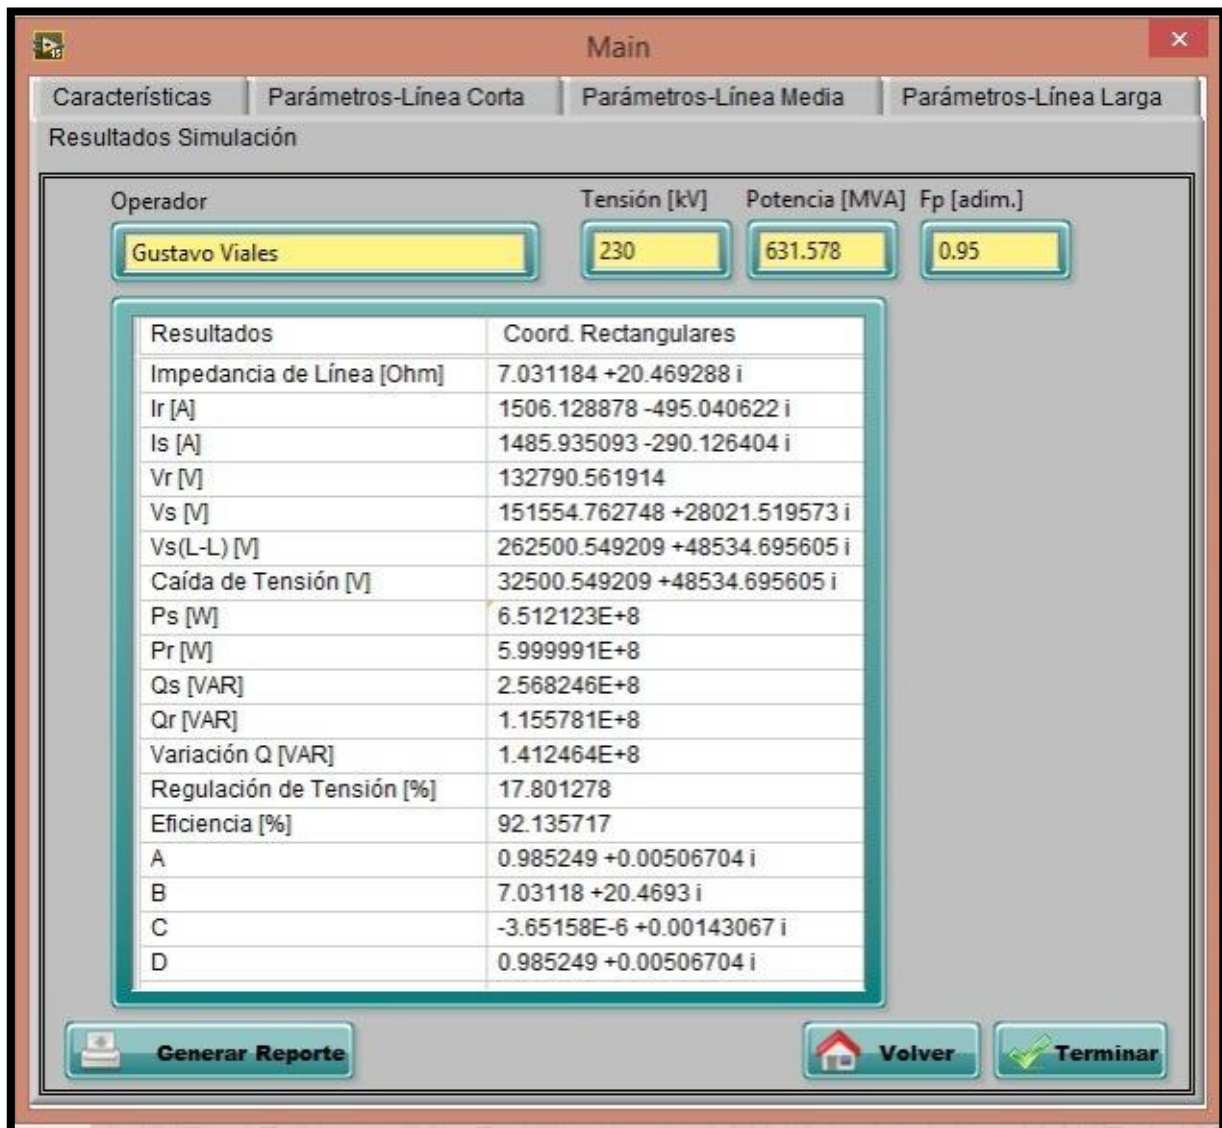 Main
Características Parámetros-Línea Corta Parámetros-Línea Media Parámetros-Línea Larga
Resultados Simulación
Operador Tensión [kV] Potencia [MVA] Fp [adim.]
Gustavo Viales 230 631.578 0.95
Resultados Coord. Rectangulares
Impedancia de Línea [Ohm] 7.031184 +20.469288 i
Ir [A] 1506.128878 -495.040622 i
Is [A] 1485.935093 -290.126404 i
Vr [V] 132790.561914
Vs [V] 151554.762748 +28021.519573 i
Vs(L-L) [V] 262500.549209 +48534.695605 i
Caída de Tensión [V] 32500.549209 +48534.695605 i
Ps [W] 6.512123E+8
Pr [W] 5.999991E+8
Qs [VAR] 2.568246E+8
Qr [VAR] 1.155781E+8
Variación Q [VAR] 1.412464E+8
Regulación de Tensión [%] 17.801278
Eficiencia [%] 92.135717
A 0.985249 +0.00506704 i
B 7.03118 +20.4693 i
C -3.65158E-6 +0.00143067 i
D 0.985249 +0.00506704 i
Generar Reporte Volver Terminar